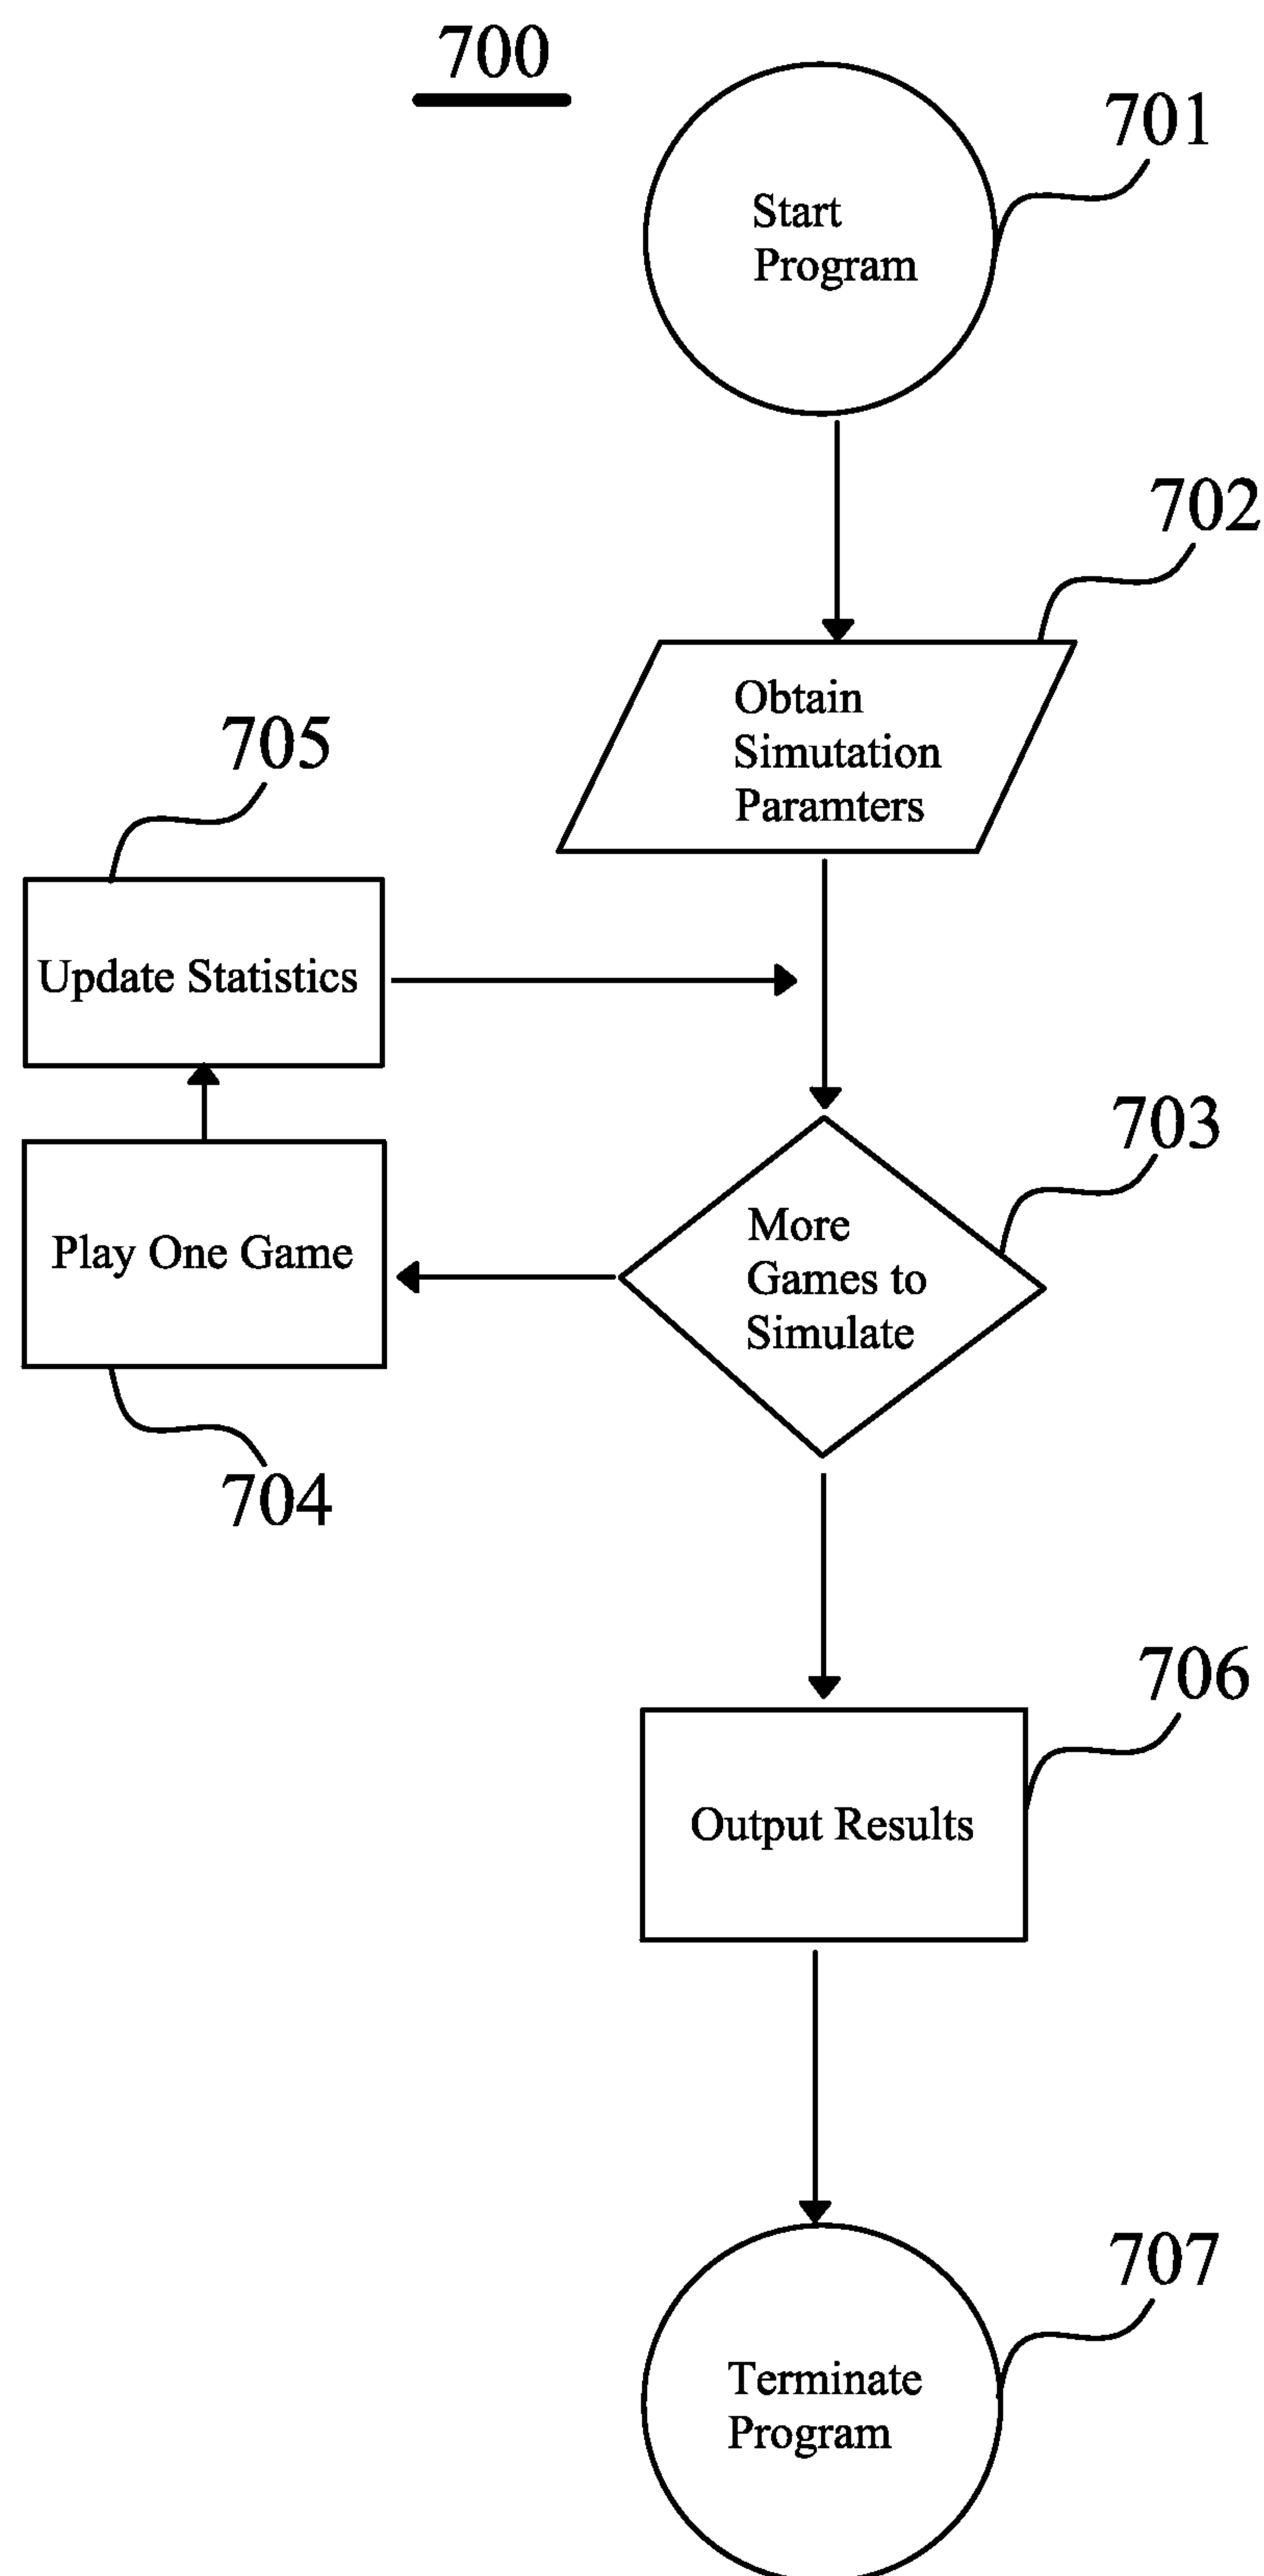 700
701
Start
Program
702
Obtain
Simutation
Paramters
705
Update Statistics
703
More
Games to
Simulate
Play One Game
704
706
Output Results
707
Terminate
Program